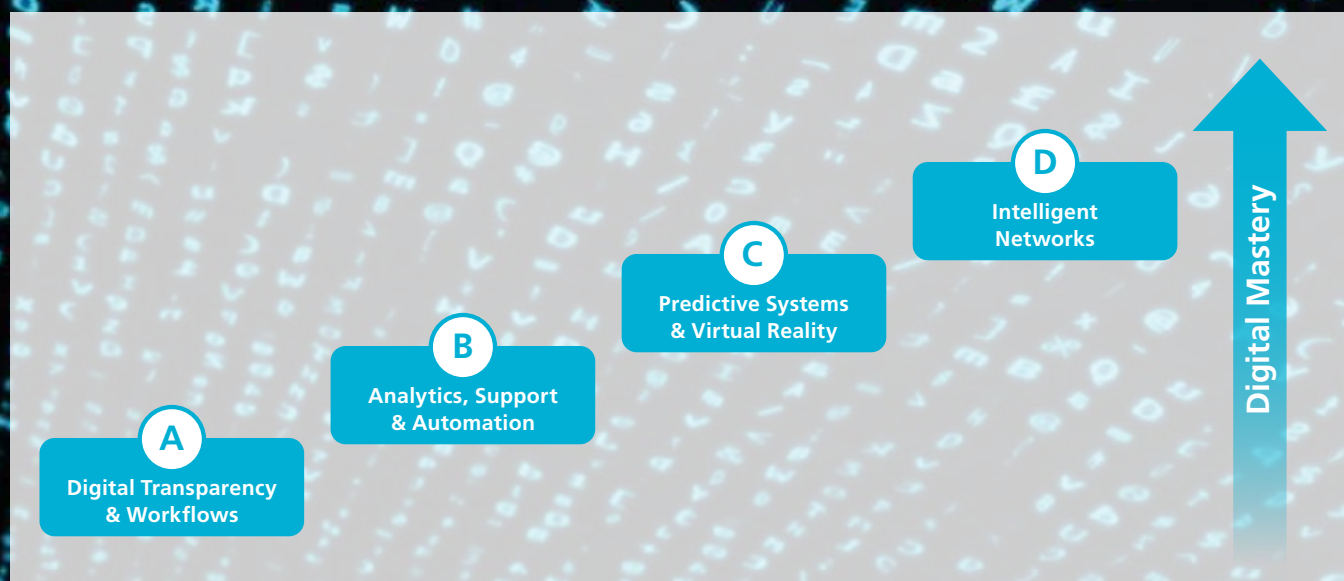 A
Digital Transparency
& Workflows
B
Analytics, Support
& Automation
C
Predictive Systems
& Virtual Reality
D
Intelligent
Networks
Digital Mastery